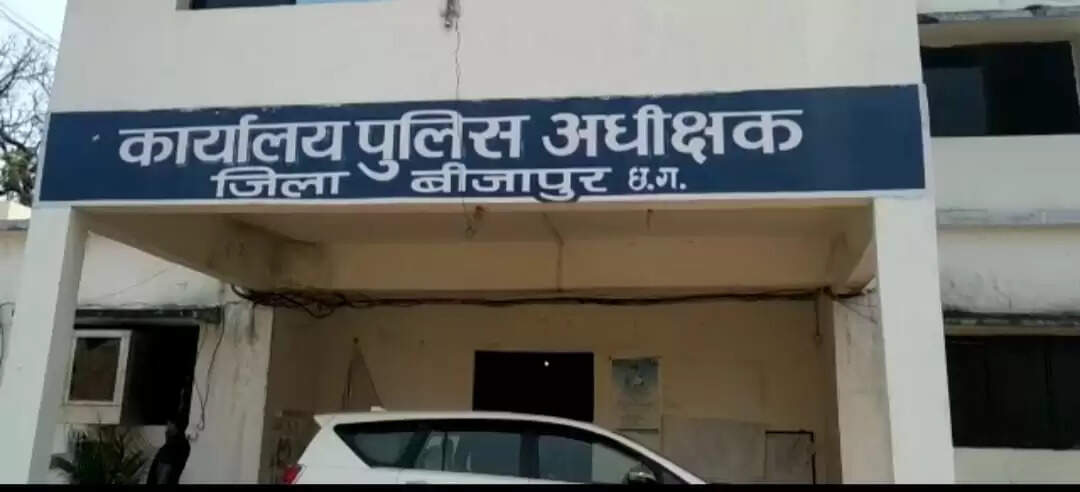 कार्यालय पुलिस अधीक्षक
जिला बीजापुर छ.ग.